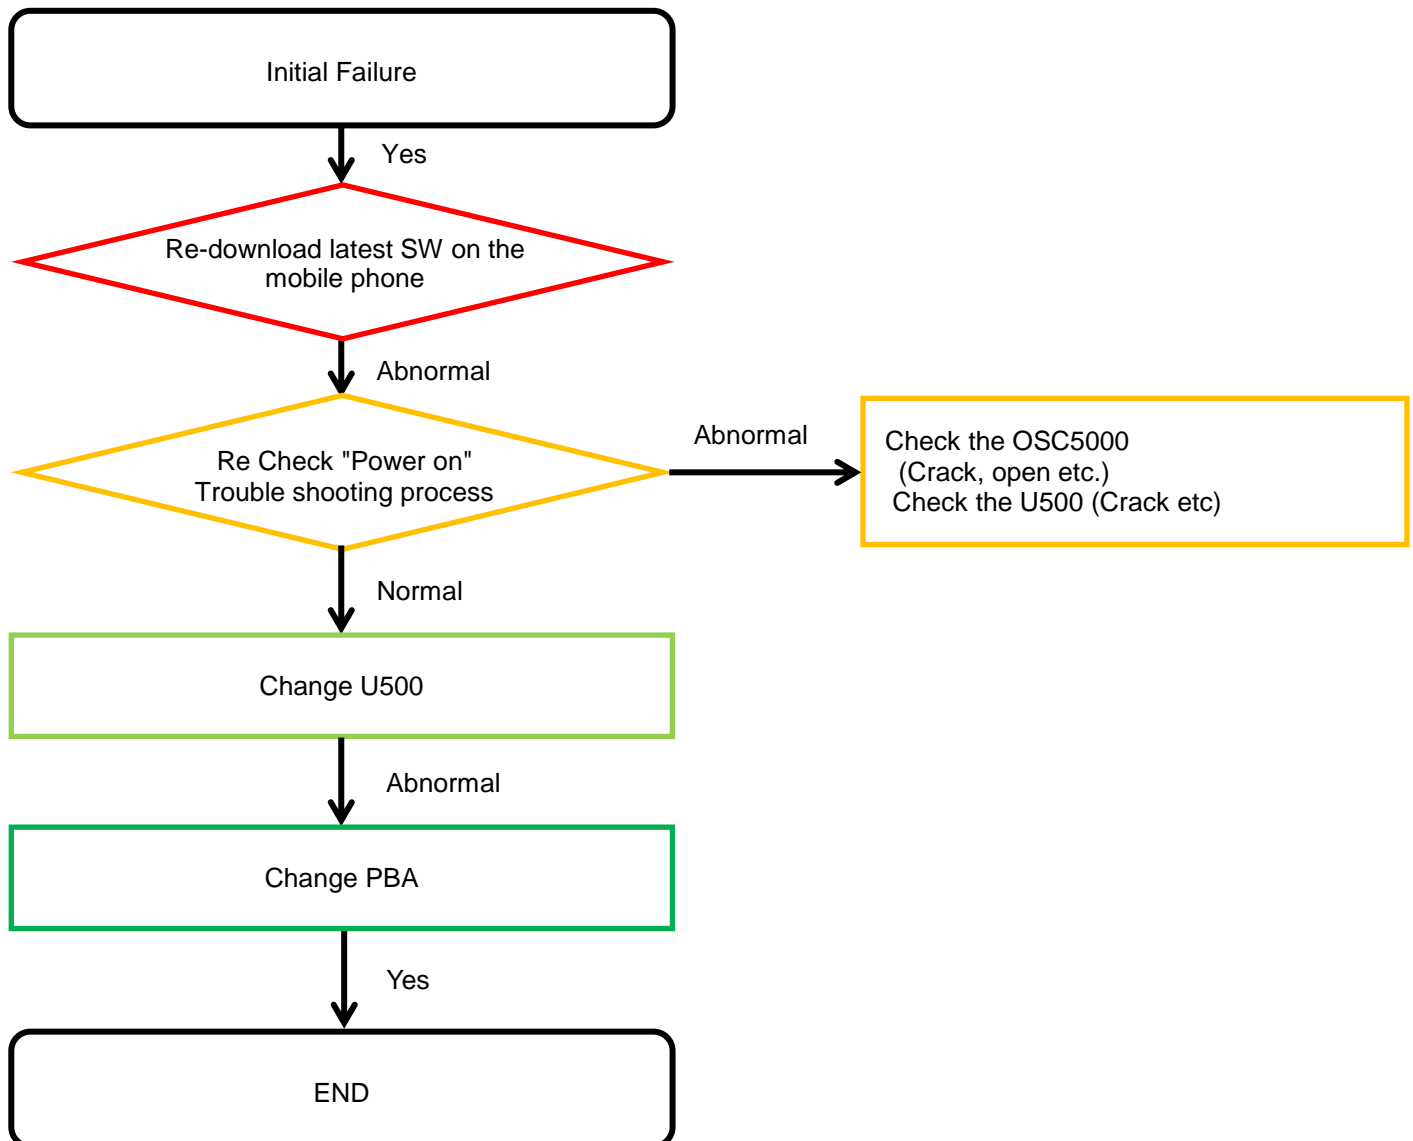 Initial Failure
Yes
Re-download latest SW on the
mobile phone
Abnormal
Re Check "Power on"
Trouble shooting process
Abnormal
Check the OSC5000
(Crack, open etc.)
Check the U500 (Crack etc)
Normal
Change U500
Abnormal
Change PBA
Yes
END